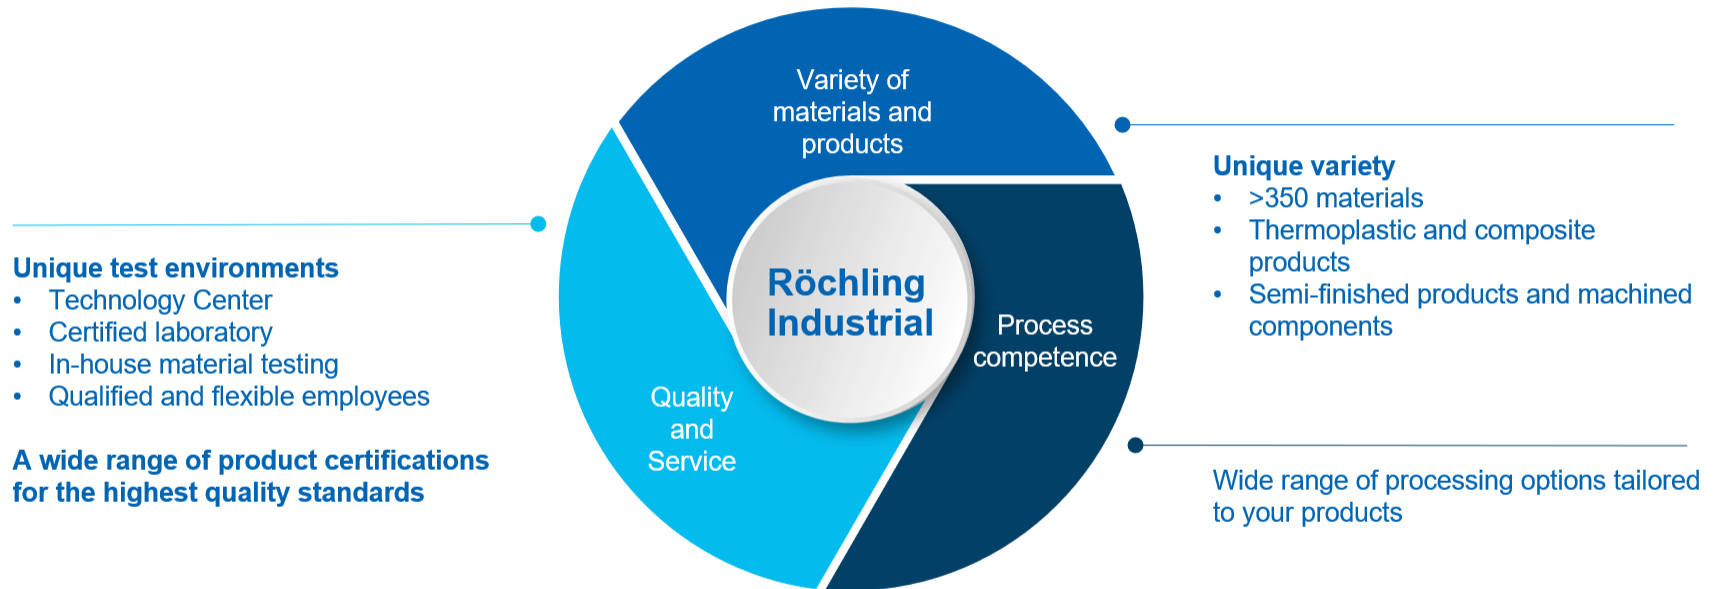 Variety of
materials and
products
Röchling
Industrial
Process
competence
Quality
and
Service
Unique test environments
• Technology Center
• Certified laboratory
• In-house material testing
• Qualified and flexible employees
A wide range of product certifications
for the highest quality standards
Unique variety
• >350 materials
• Thermoplastic and composite
products
• Semi-finished products and machined
components
Wide range of processing options tailored
to your products